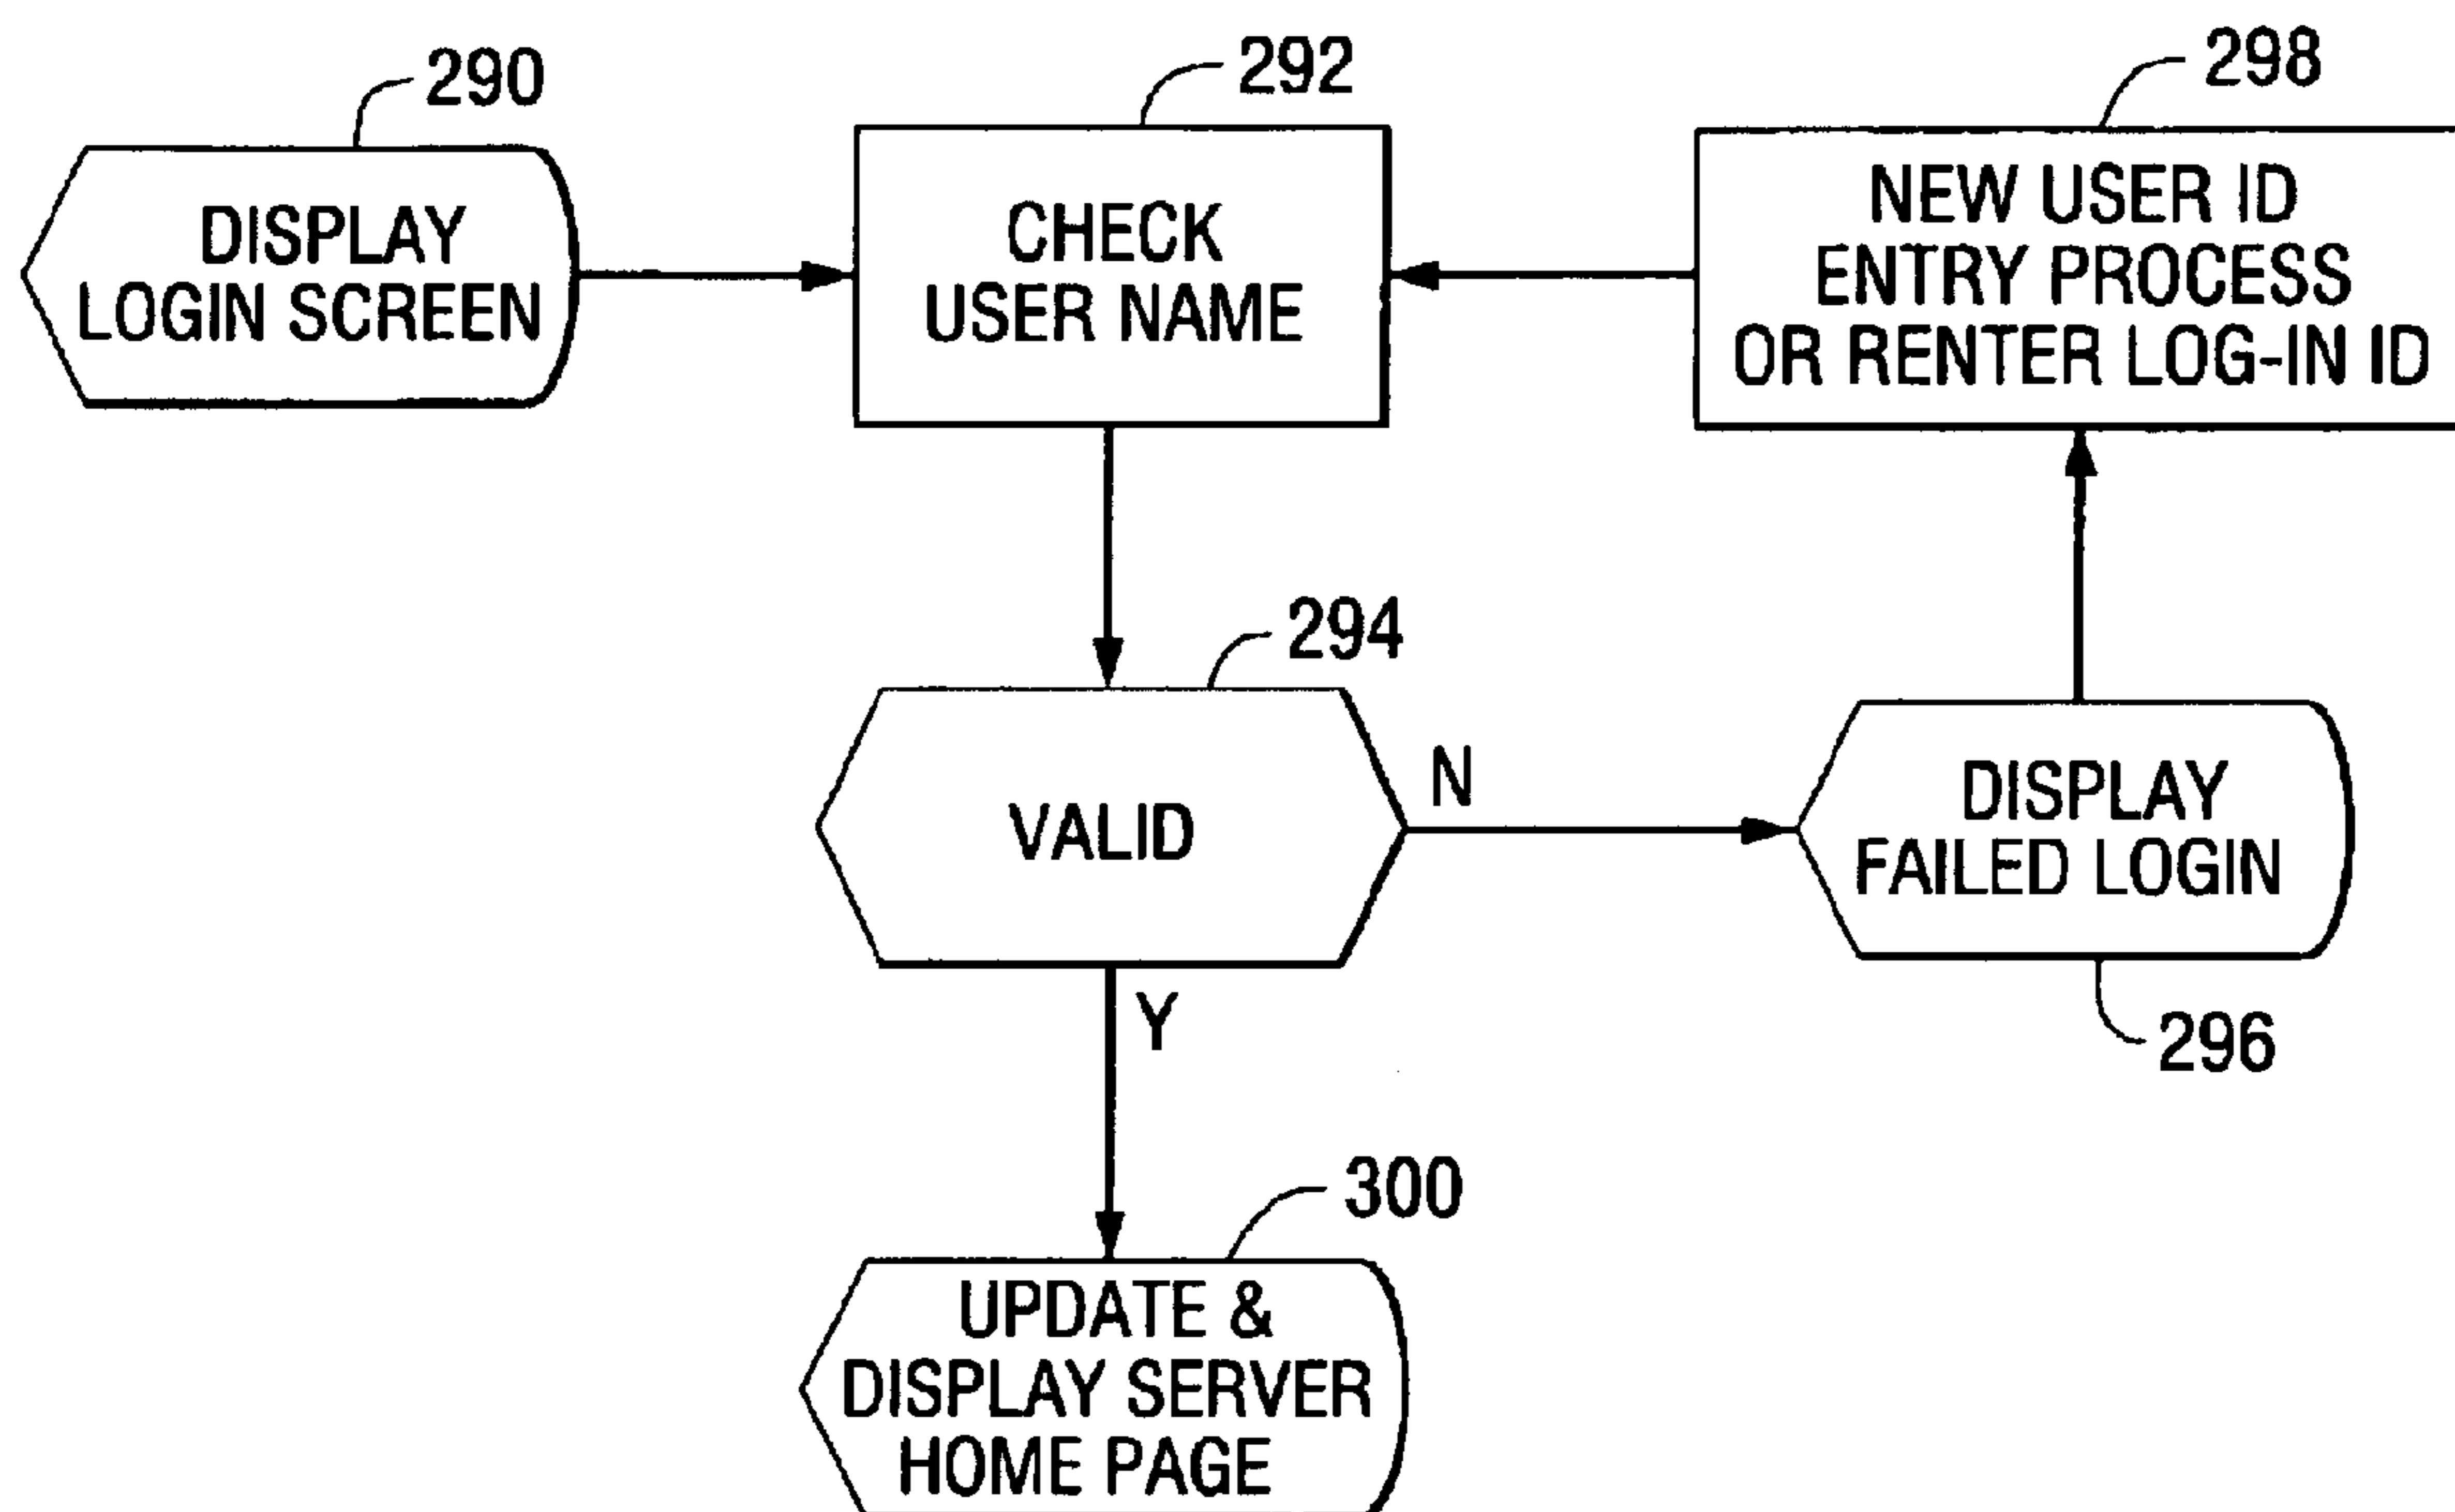 290
DISPLAY
LOGIN SCREEN
292
CHECK
USER NAME
298
NEW USER ID
ENTRY PROCESS
OR RENTER LOG-IN ID
294
VALID
N
DISPLAY
FAILED LOGIN
296
Y
300
UPDATE &
DISPLAY SERVER
HOME PAGE